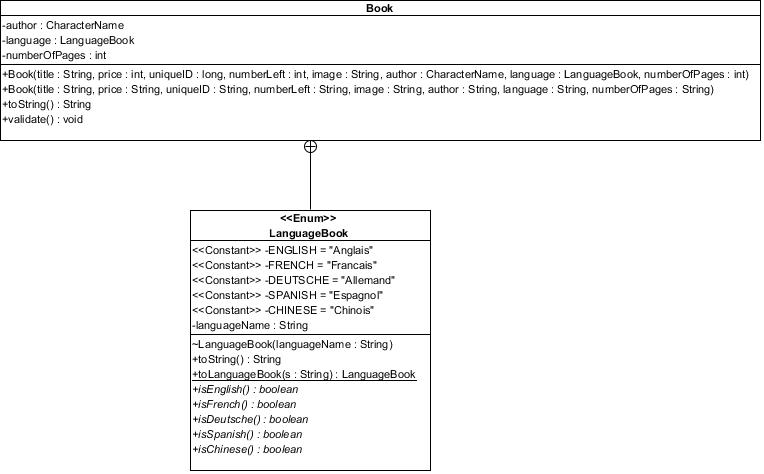 Book
-author : CharacterName
-language : LanguageBook
-numberOfPages : int
+Book(title : String, price : int, uniqueID : long, numberLeft : int, image : String, author : CharacterName, language : LanguageBook, numberOfPages : int)
+Book(title : String, price : String, uniqueID : String, numberLeft : String, image : String, author : String, language : String, numberOfPages : String)
+toString() : String
+validate() : void
<<Enum>>
LanguageBook
<<Constant>> -ENGLISH = "Anglais"
<<Constant>> -FRENCH = "Francais"
<<Constant>> -DEUTSCHE = "Allemand"
<<Constant>> -SPANISH = "Espagnol"
<<Constant>> -CHINESE = "Chinois"
-languageName : String
~LanguageBook(languageName : String)
+toString() : String
+toLanguageBook(s : String) : LanguageBook
+isEnglish() : boolean
+isFrench() : boolean
+isDeutsche() : boolean
+isSpanish() : boolean
+isChinese() : boolean